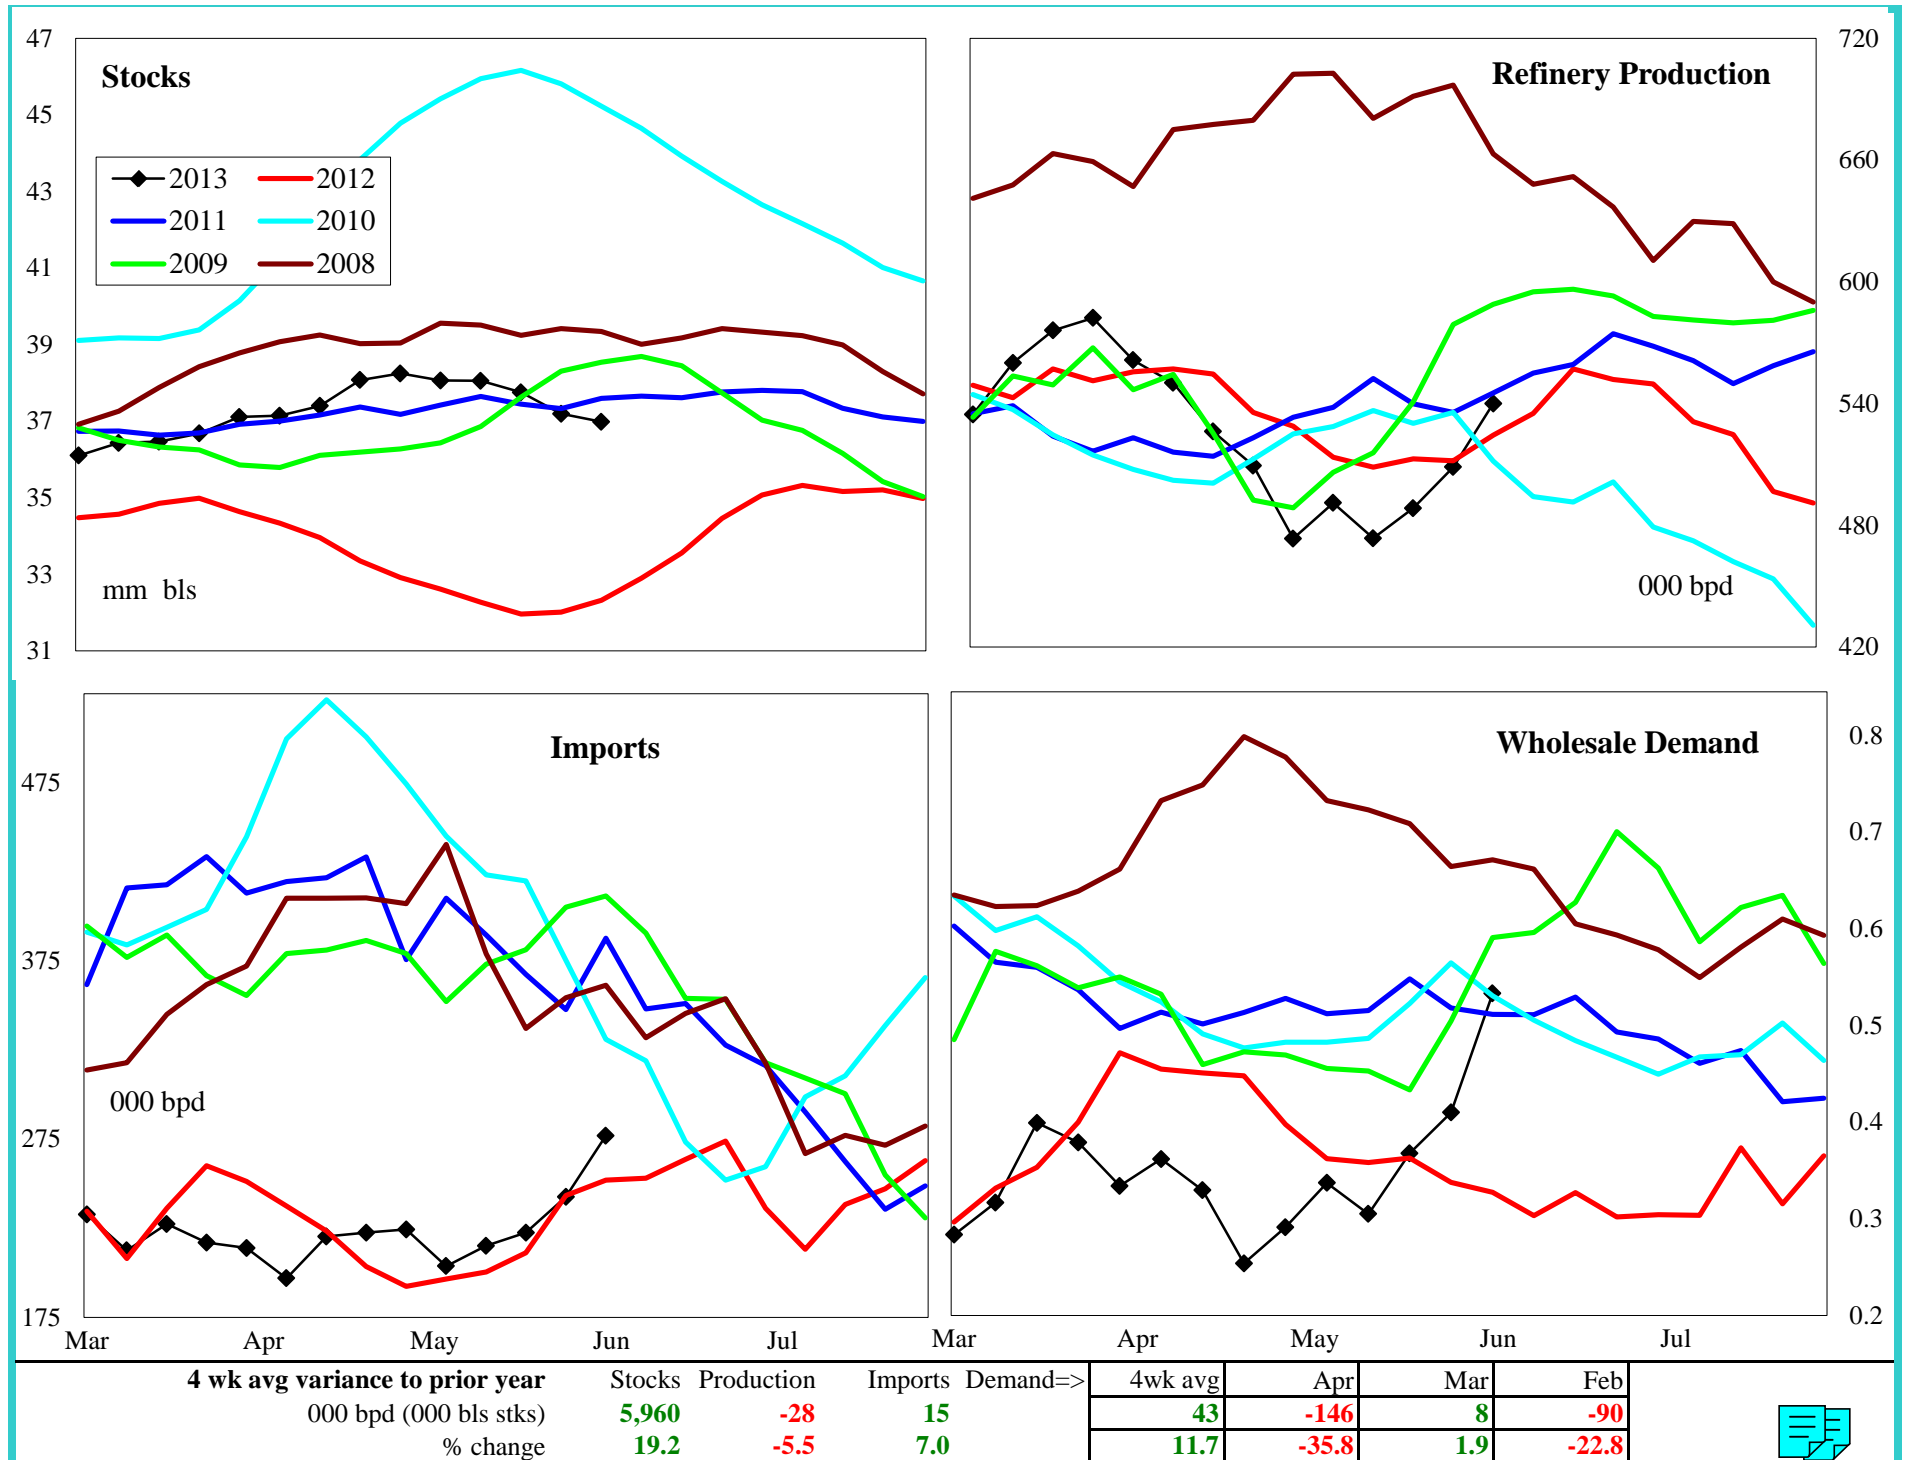 Stocks
47
45
43
41
39
37
35
33
31
2013 2012
2011 2010
2009 2008
mm bls
Refinery Production
720
660
600
540
480
420
000 bpd
Imports
475
375
275
175
000 bpd
Mar Apr May Jun Jul
Wholesale Demand
0.8
0.7
0.6
0.5
0.4
0.3
0.2
Mar Apr May Jun Jul
4 wk avg variance to prior year Stocks Production Imports Demand=> 4wk avg Apr Mar Feb
000 bpd (000 bls stks) 5,960 -28 15 43 -146 8 -90
% change 19.2 -5.5 7.0 11.7 -35.8 1.9 -22.8